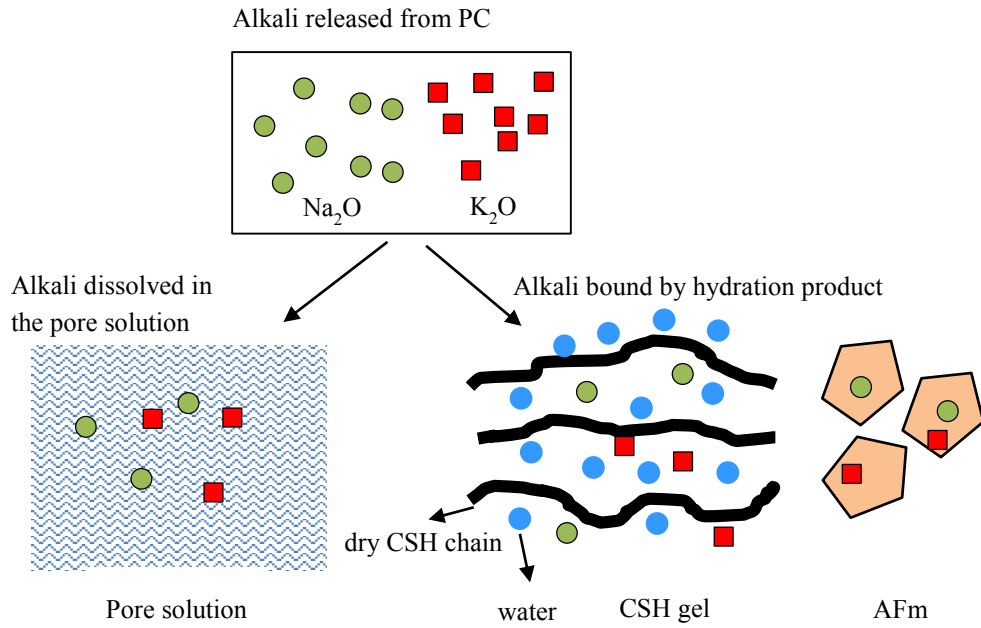 Alkali released from PC
Na₂O
K₂O
Alkali dissolved in
the pore solution
Alkali bound by hydration product
dry CSH chain
water
Pore solution
CSH gel
AFm